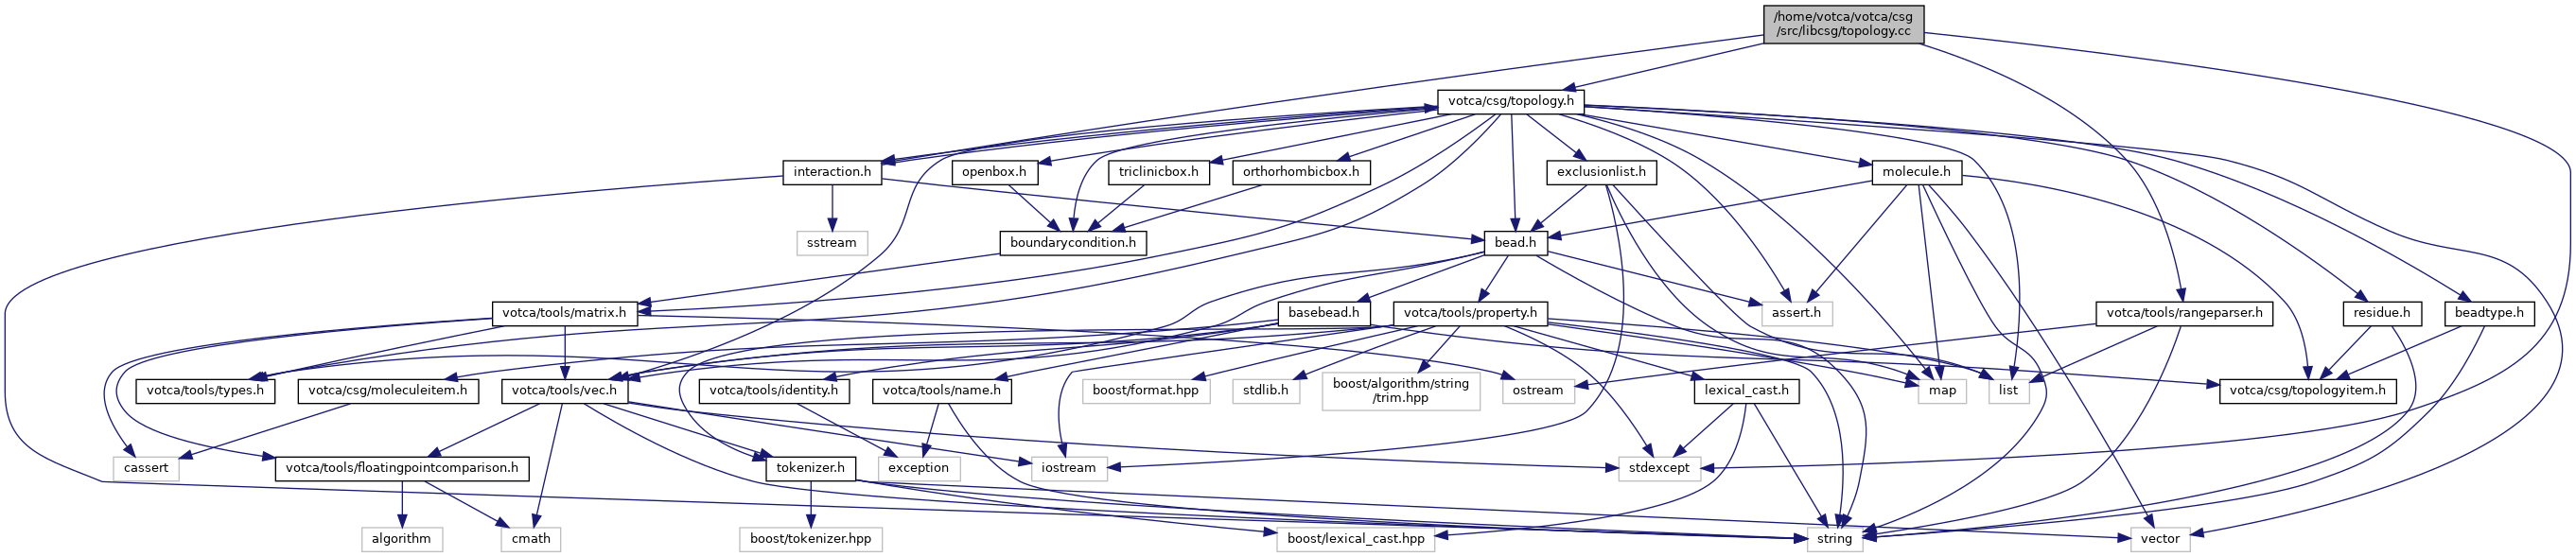 /home/votca/votca/csg
/src/libcsg/topology.cc
votca/csg/topology.h
interaction.h
openbox.h
triclinicbox.h
orthorhombicbox.h
exclusionlist.h
molecule.h
sstream
boundarycondition.h
bead.h
votca/tools/matrix.h
basebead.h
votca/tools/property.h
assert.h
votca/tools/rangeparser.h
residue.h
beadtype.h
votca/tools/types.h
votca/csg/moleculeitem.h
votca/tools/vec.h
votca/tools/identity.h
votca/tools/name.h
boost/format.hpp
stdlib.h
boost/algorithm/string
/trim.hpp
ostream
lexical_cast.h
map
list
votca/csg/topologyitem.h
cassert
votca/tools/floatingpointcomparison.h
tokenizer.h
exception
iostream
stdexcept
algorithm
cmath
boost/tokenizer.hpp
boost/lexical_cast.hpp
string
vector